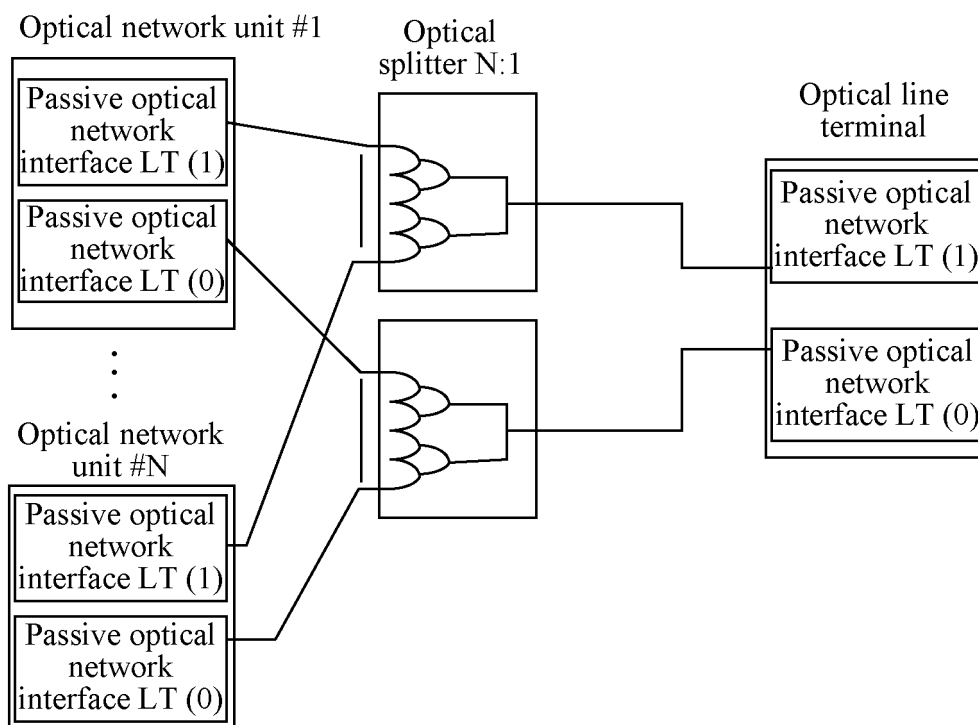 Optical network unit #1
Passive optical
network
interface LT (1)
Passive optical
network
interface LT (0)
Optical network
unit #N
Passive optical
network
interface LT (1)
Passive optical
network
interface LT (0)
Optical
splitter N:1
Optical line
terminal
Passive optical
network
interface LT (1)
Passive optical
network
interface LT (0)